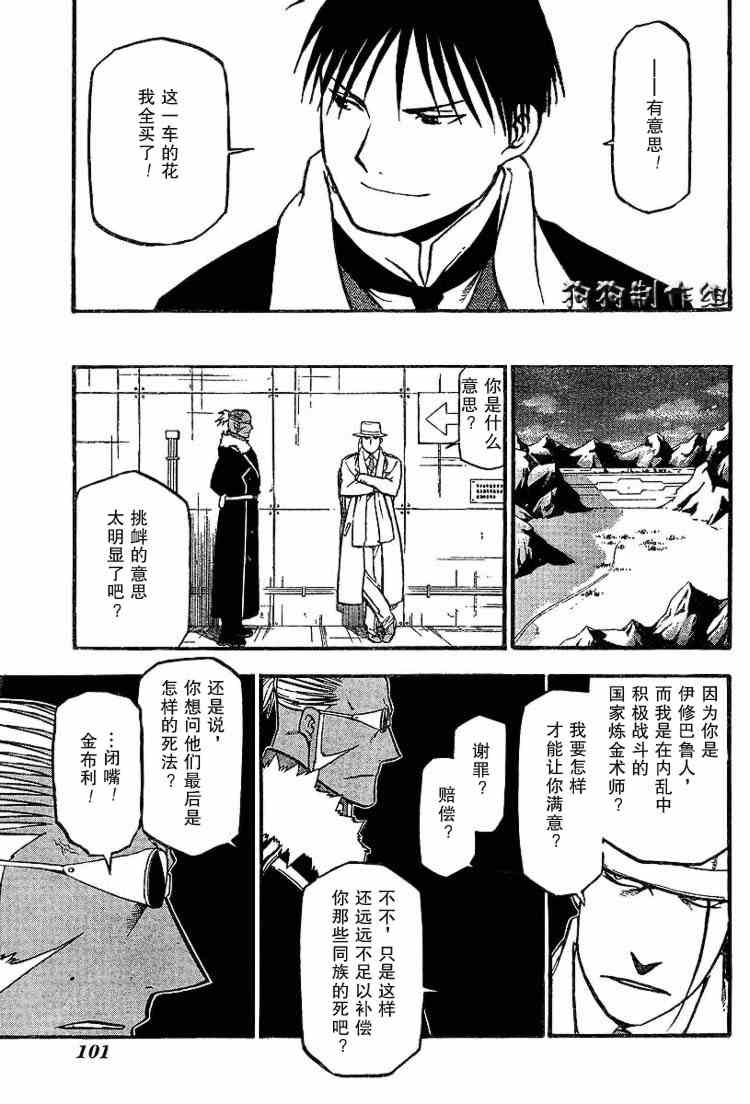 ——有意思！
这一车的花
我全买了！
狗狗制作组
你是什么
意思？
挑衅的意思
太明显了吧？
因为你是
伊修巴鲁人，
而我是在内乱中
积极战斗的
国家炼金术师？
我要怎样
才能让你满意？
谢罪？
赔偿？
不不，只是这样
还远远不足以补偿
你那些同族的死吧？
还是说，
你想问他们最后是
怎样的死法？
…闭嘴！
金布利！
101